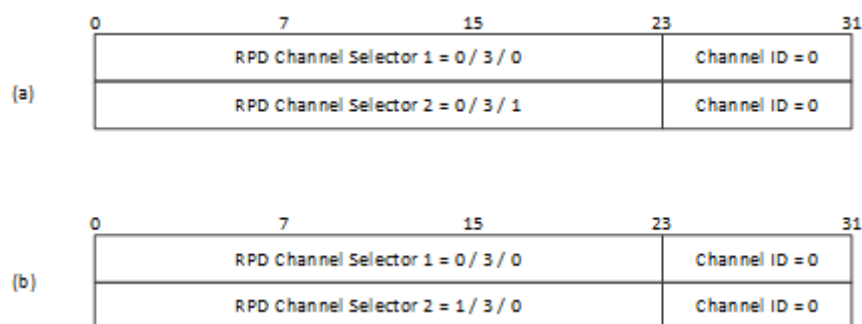 0 7 15 23 31
RPD Channel Selector 1 = 0 / 3 / 0 Channel ID = 0
(a)
RPD Channel Selector 2 = 0 / 3 / 1 Channel ID = 0
0 7 15 23 31
RPD Channel Selector 1 = 0 / 3 / 0 Channel ID = 0
(b)
RPD Channel Selector 2 = 1 / 3 / 0 Channel ID = 0